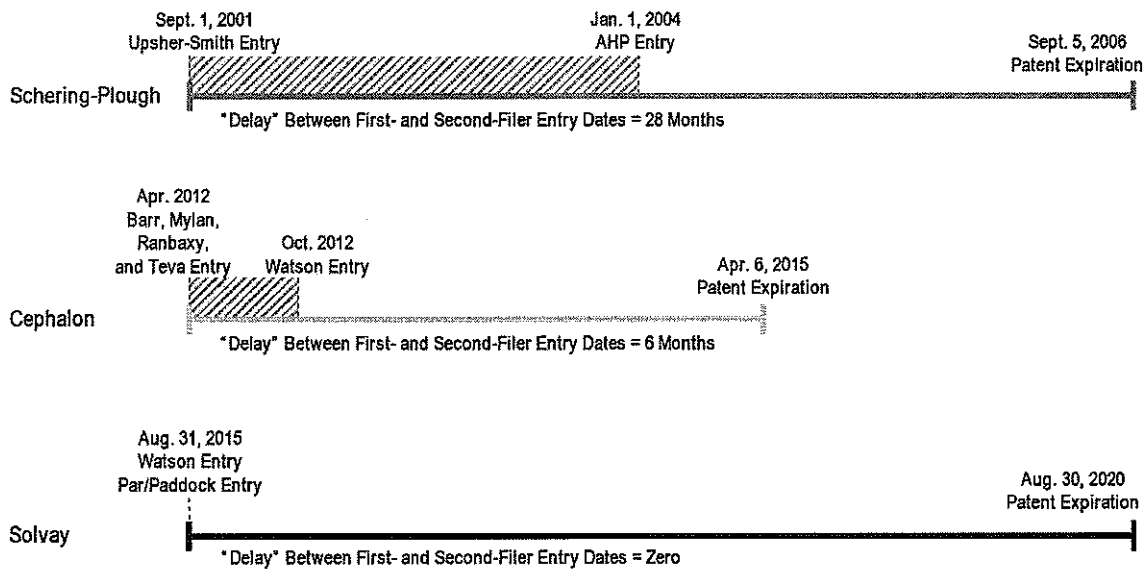 Sept. 1, 2001
Upsher-Smith Entry
Jan. 1, 2004
AHP Entry
Sept. 5, 2006
Patent Expiration
Schering-Plough
"Delay" Between First- and Second-Filer Entry Dates = 28 Months
Apr. 2012
Barr, Mylan,
Ranbaxy,
and Teva Entry
Oct. 2012
Watson Entry
Apr. 6, 2015
Patent Expiration
Cephalon
"Delay" Between First- and Second-Filer Entry Dates = 6 Months
Aug. 31, 2015
Watson Entry
Par/Paddock Entry
Aug. 30, 2020
Patent Expiration
Solvay
"Delay" Between First- and Second-Filer Entry Dates = Zero